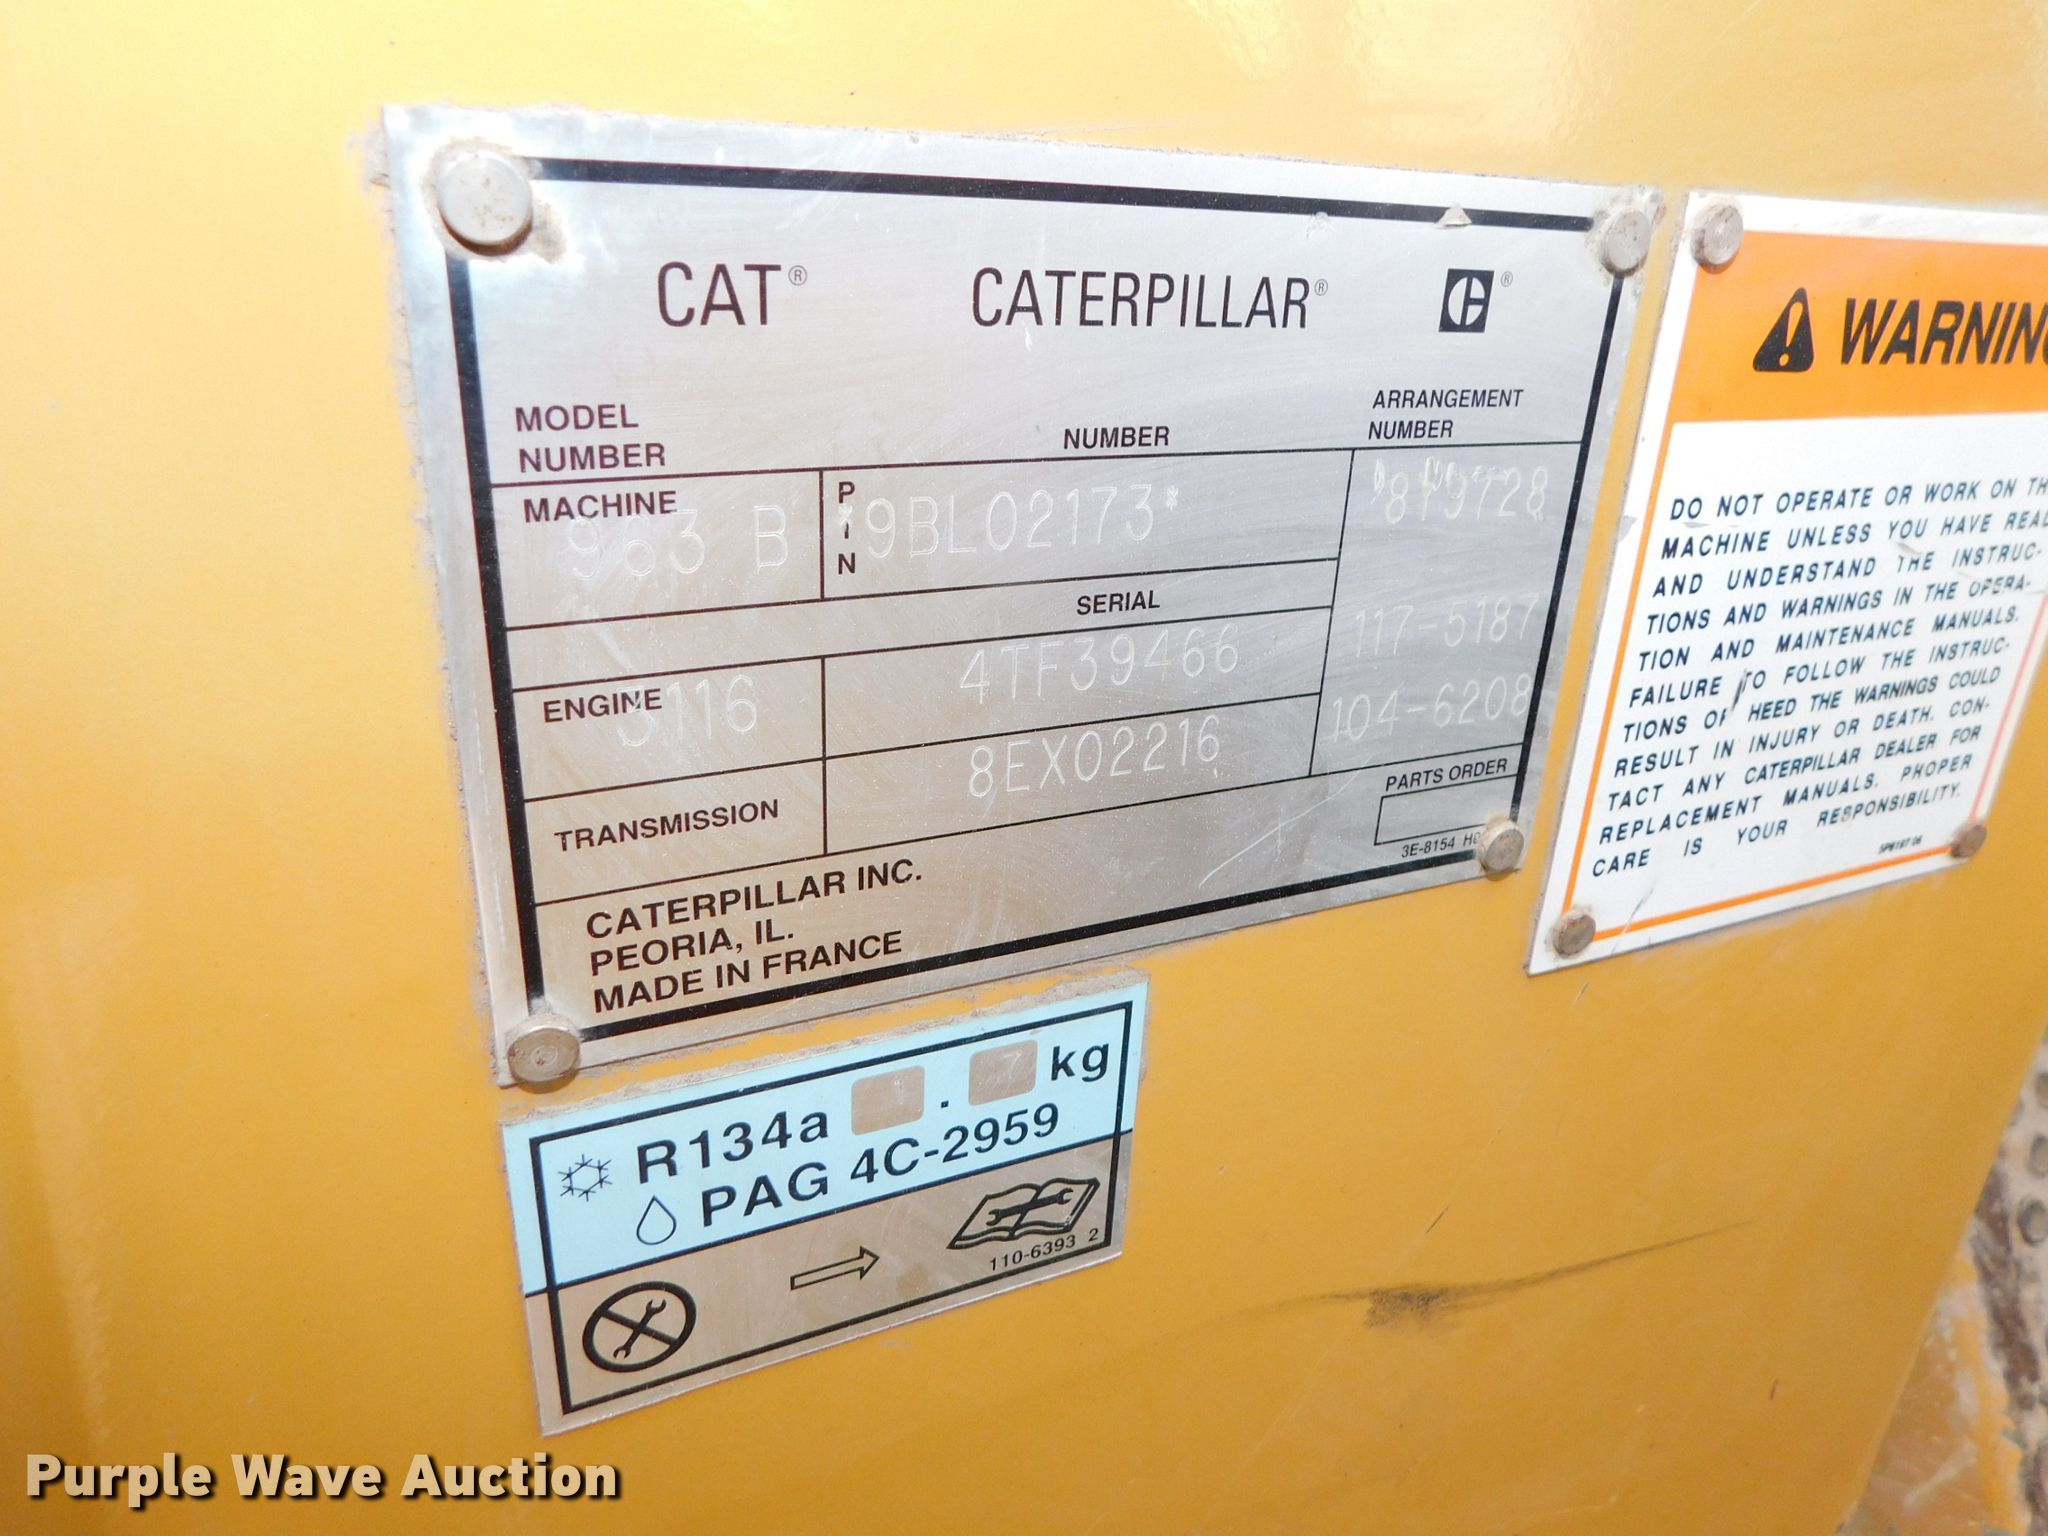 CAT® CATERPILLAR® ®
MODEL
NUMBER
NUMBER
ARRANGEMENT
NUMBER
MACHINE
963 B
PIN
*9BL02173*
SERIAL
117-5187
ENGINE
3116
4TF39466
104-6208
TRANSMISSION
8EX02216
PARTS ORDER
3E-8154
CATERPILLAR INC.
PEORIA, IL.
MADE IN FRANCE
WARNING
DO NOT OPERATE OR WORK ON
MACHINE UNLESS YOU HAVE
AND UNDERSTAND THE INSTRUC-
TIONS AND WARNINGS IN THE OPERA-
TION AND MAINTENANCE MANUALS.
FAILURE TO FOLLOW THE INSTRUC-
TIONS OR HEED THE WARNINGS COULD
RESULT IN INJURY OR DEATH. CON-
TACT ANY CATERPILLAR DEALER FOR
REPLACEMENT MANUALS. PROPER
CARE IS YOUR RESPONSIBILITY.
R134a 1.7 kg
PAG 4C-2959
110-6393 2
Purple Wave Auction